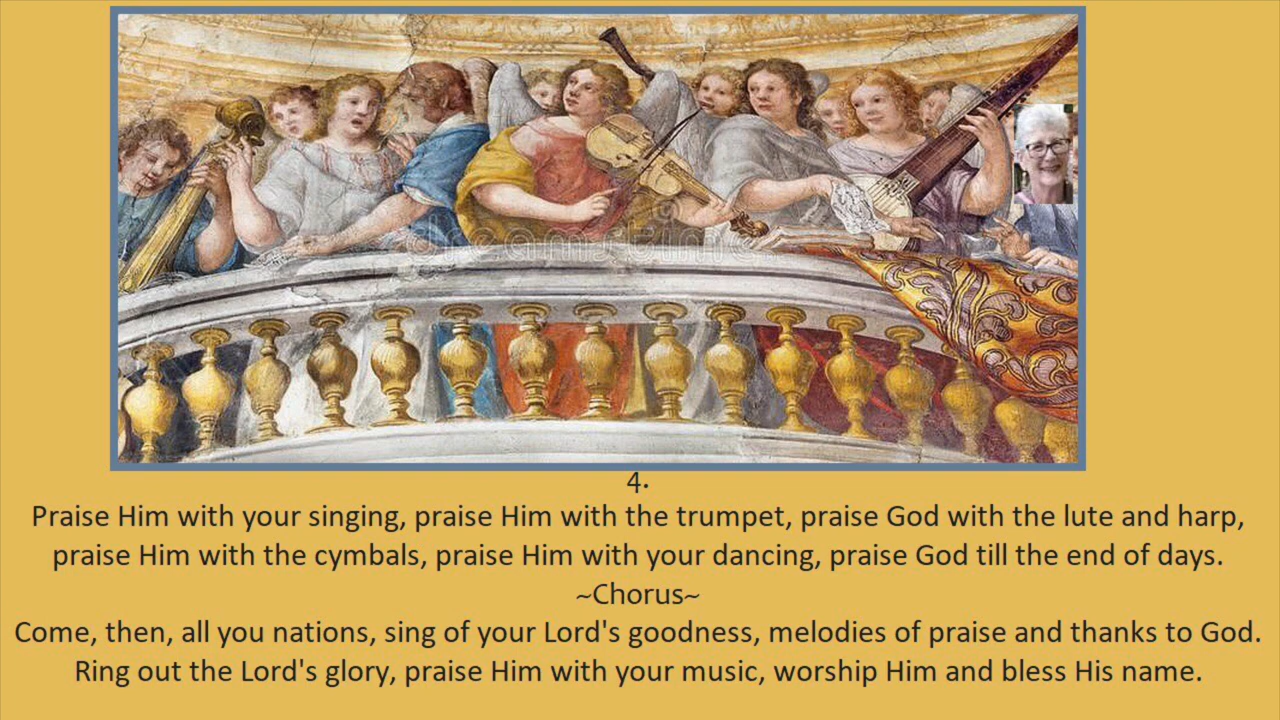 dreamstime
4.
Praise Him with your singing, praise Him with the trumpet, praise God with the lute and harp,
praise Him with the cymbals, praise Him with your dancing, praise God till the end of days.
~Chorus~
Come, then, all you nations, sing of your Lord's goodness, melodies of praise and thanks to God.
Ring out the Lord's glory, praise Him with your music, worship Him and bless His name.